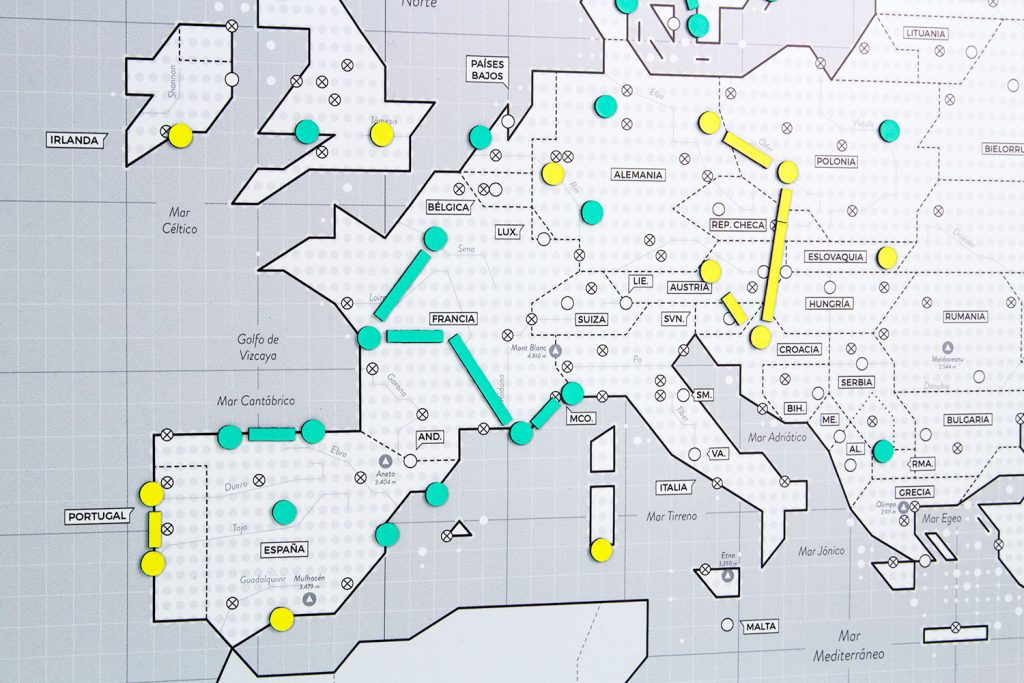 Norte
LITUANIA
PAÍSES
BAJOS
Elba
Shannon
Támesis
Vístula
IRLANDA
Oder
POLONIA
BIELORRU
ALEMANIA
Rin
BÉLGICA
Mar
Céltico
REP. CHECA
LUX.
Dniéster
Sena
ESLOVAQUIA
LIE.
AUSTRIA
Loira
HUNGRÍA
FRANCIA
SUIZA
SVN.
RUMANIA
Golfo de
Vizcaya
Mont Blanc
4.810 m
Po
CROACIA
Moldoveanu
2.544 m
Garona
Ródano
SERBIA
Danubio
Mar Cantábrico
SM.
MCO.
Tíber
BIH.
ME.
BULGARIA
AND.
Mar Adriático
Ebro
AL.
VA.
RMA.
Aneto
3.404 m
Duero
ITALIA
GRECIA
Olimpo
PORTUGAL
Mar Tirreno
Mar Egeo
Tajo
ESPAÑA
Mar Jónico
Etna
Guadalquivir
Mulhacén
3.479 m
MALTA
Mar
Mediterráneo